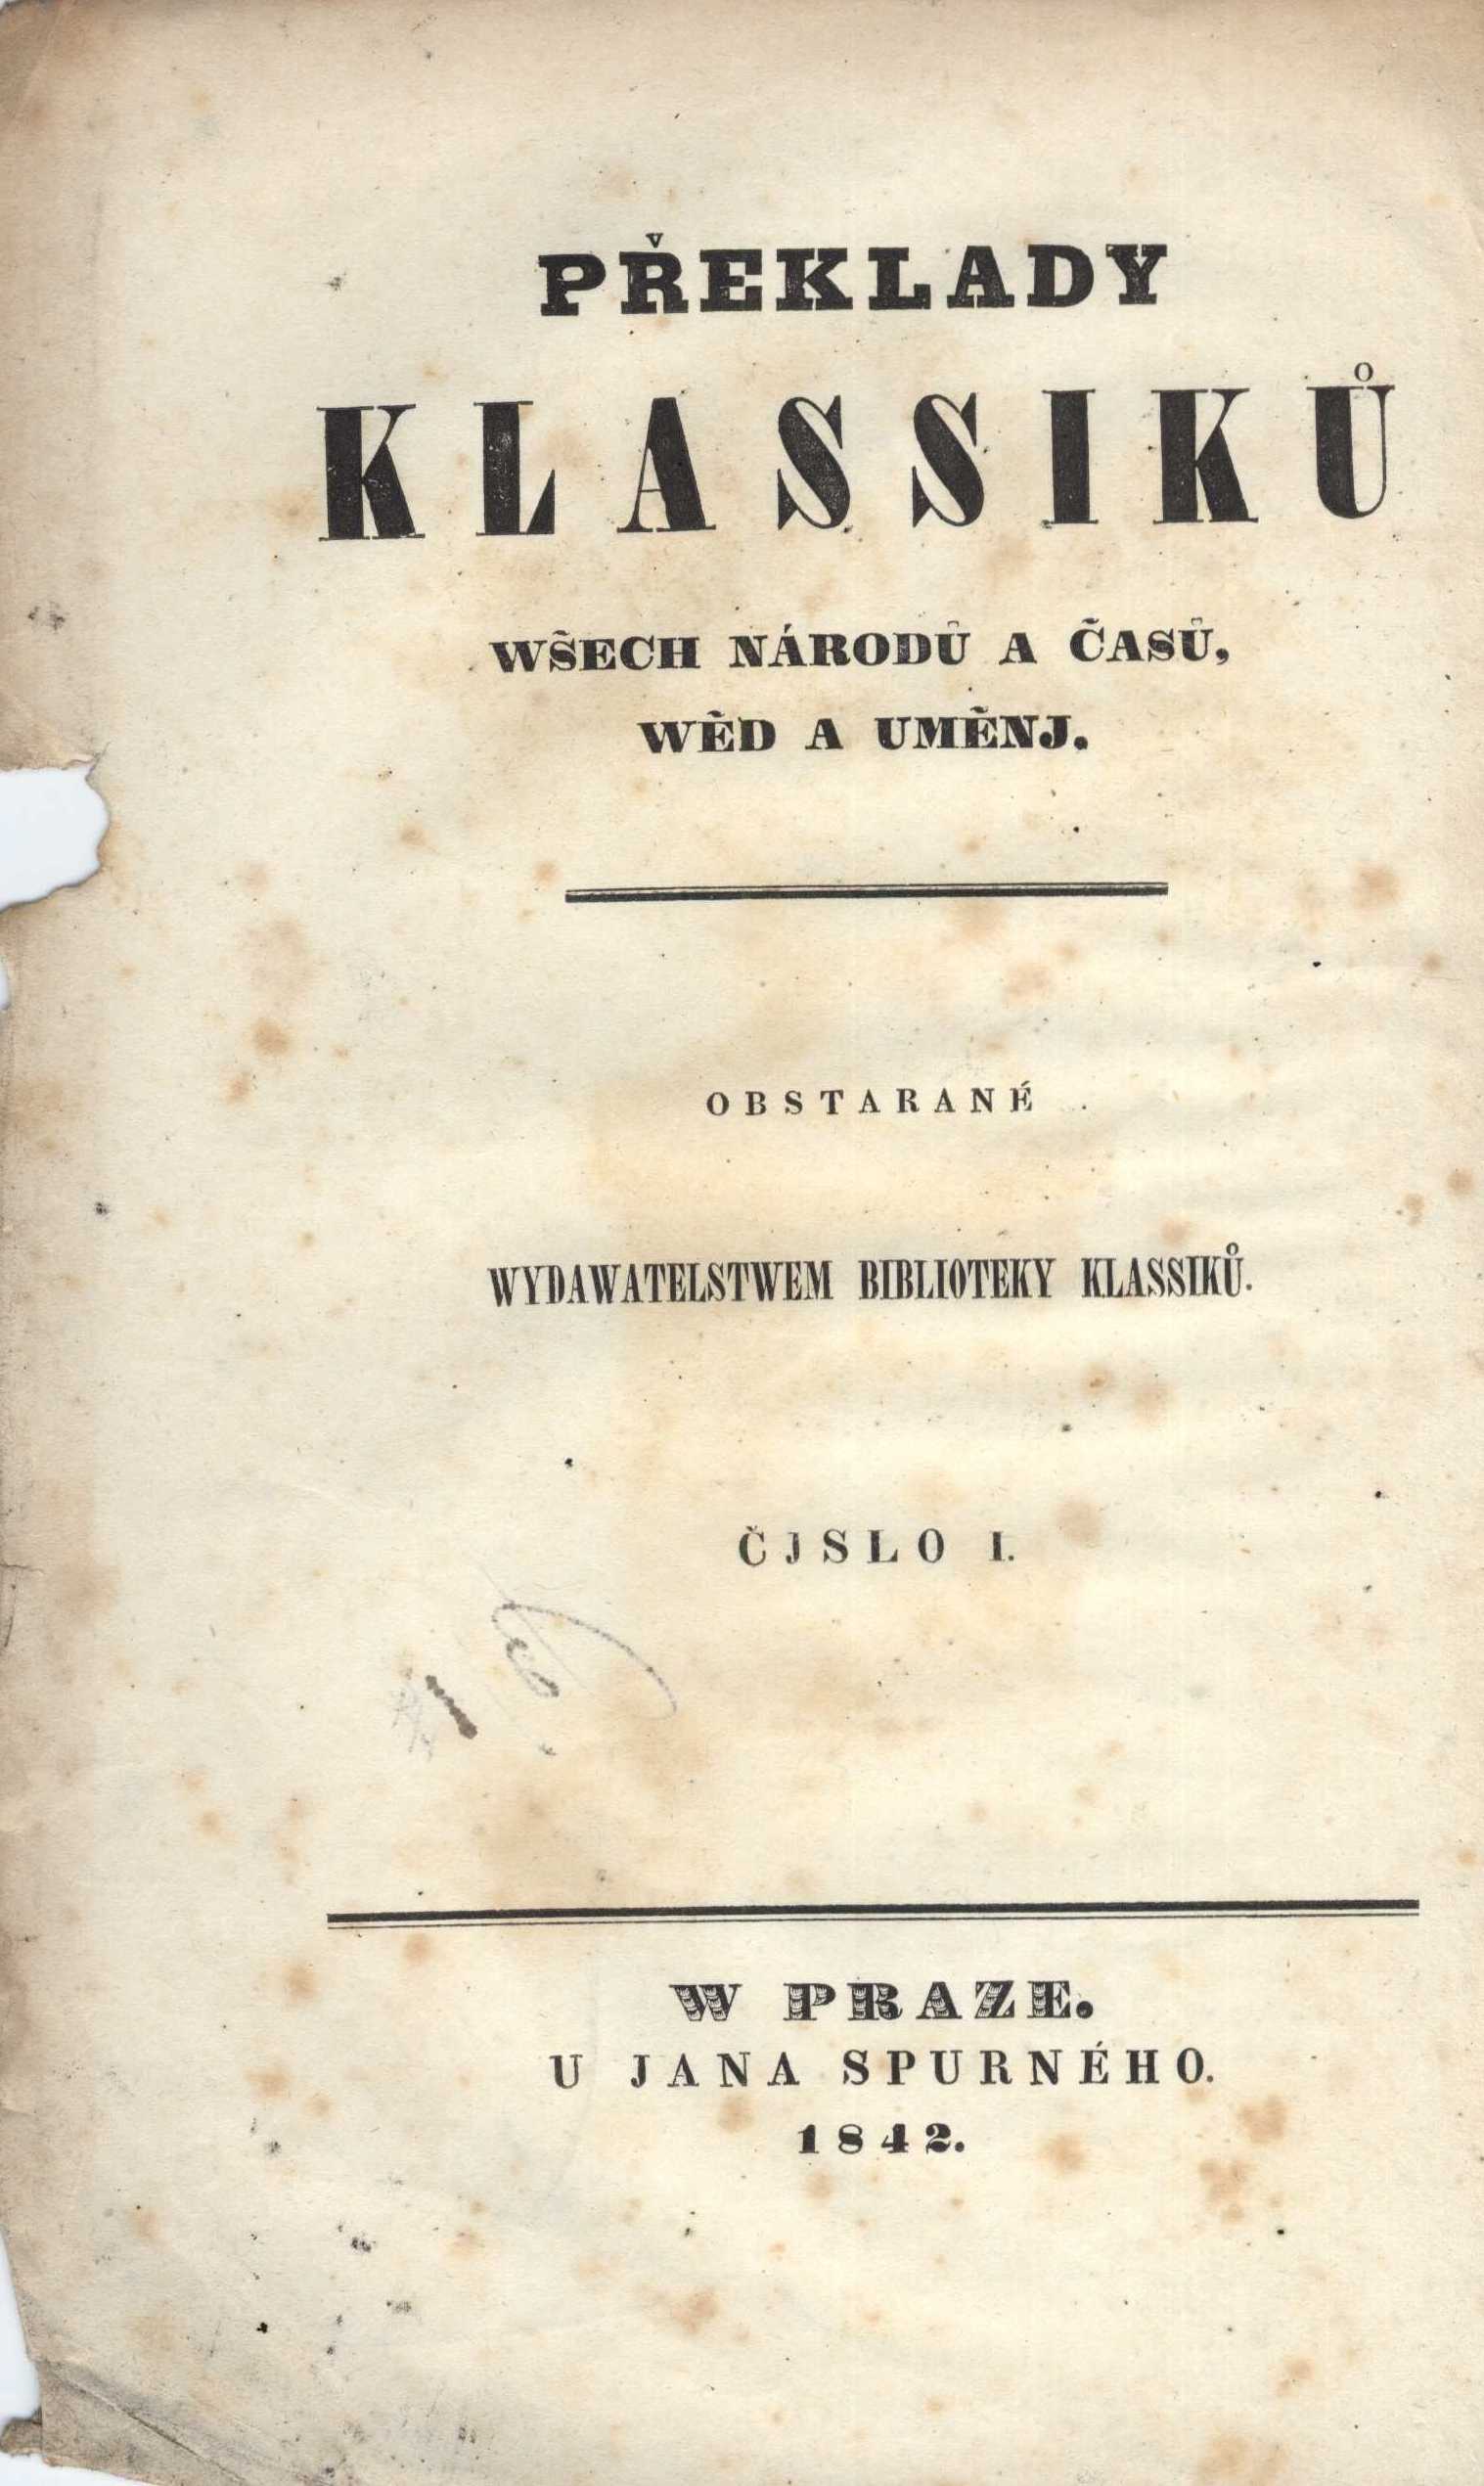 PŘEKLADY
KLASSIKŮ
WŠECH NÁRODŮ A ČASŮ,
WĚD A UMĚNJ.
OBSTARANÉ
WYDAWATELSTWEM BIBLIOTEKY KLASSIKŮ.
ČJSLO I.
W PRAZE.
U JANA SPURNÉHO.
1842.